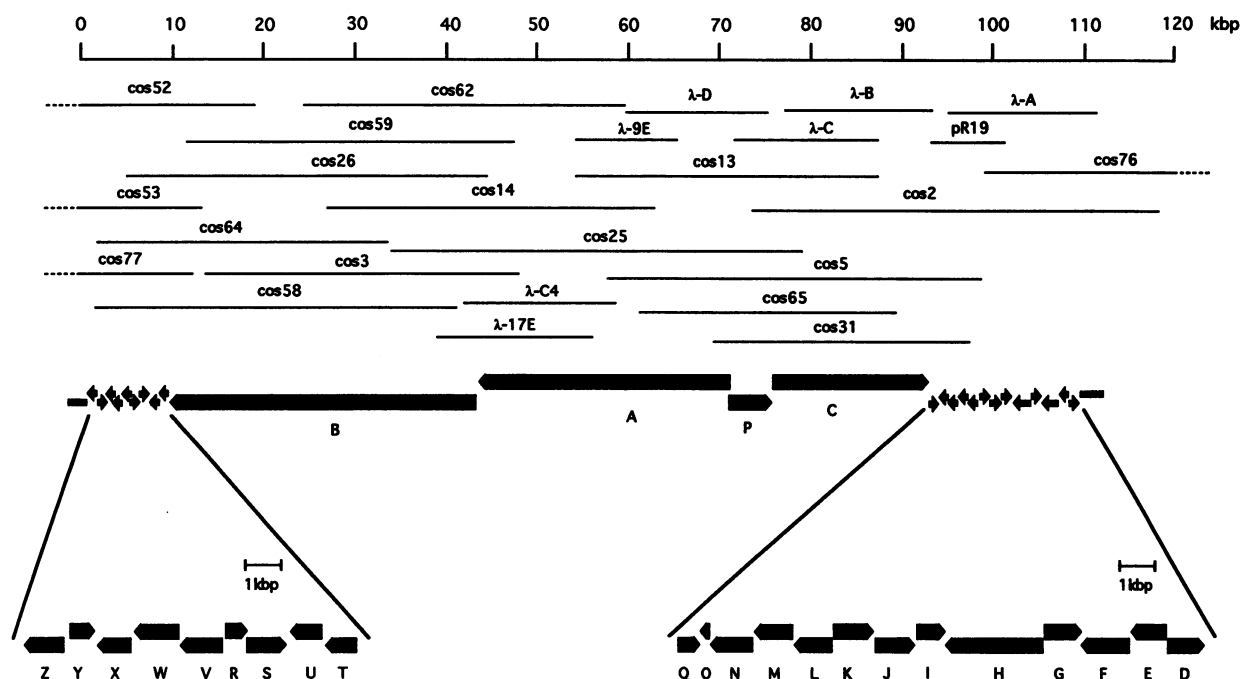 0 10 20 30 40 50 60 70 80 90 100 110 120 kbp
cos52 cos62 λ-D λ-B λ-A
cos59 λ-9E λ-C pR19
cos26 cos13 cos76
cos53 cos14 cos2
cos64 cos25
cos77 cos3 cos5
cos58 λ-C4 cos65
λ-17E cos31
B A P C
1kbp 1kbp
Z Y X W V R S U T Q O N M L K J I H G F E D